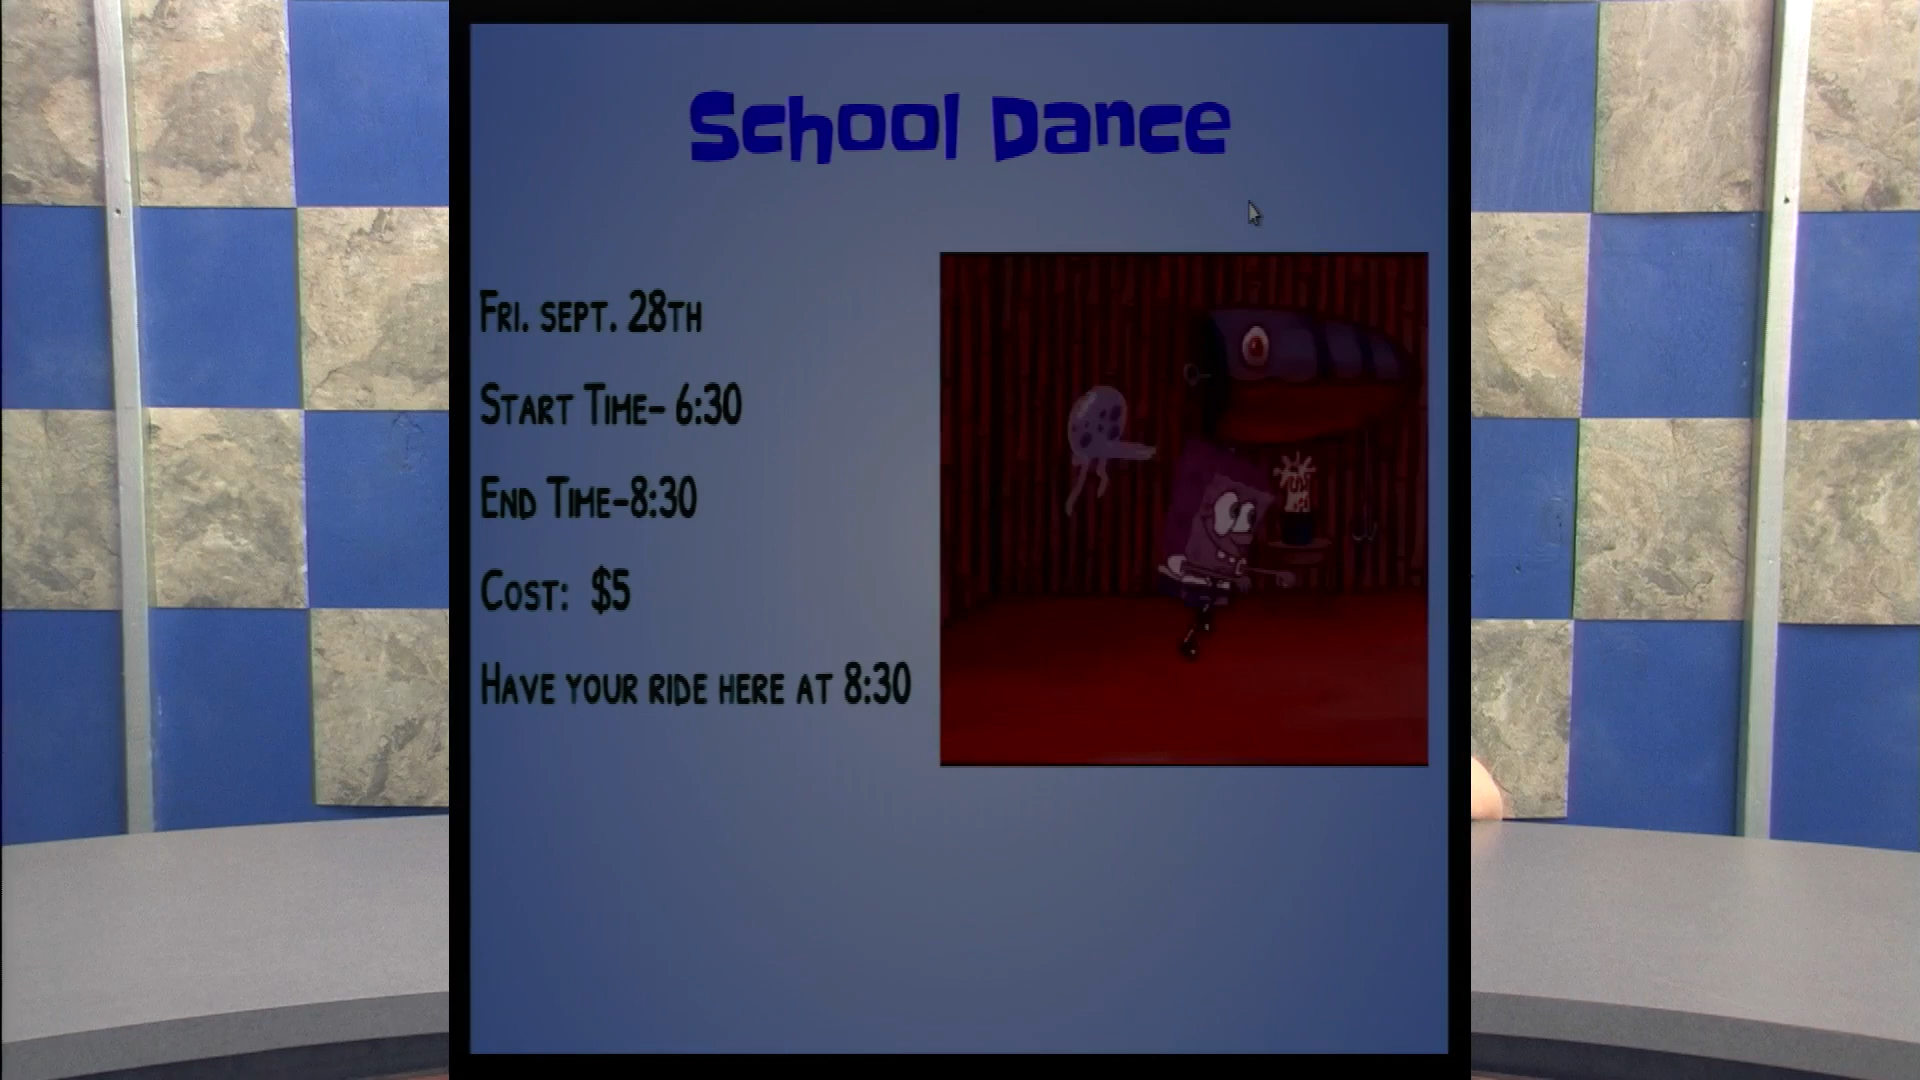 School Dance
Fri. sept. 28th
Start Time- 6:30
End Time-8:30
Cost: $5
Have your ride here at 8:30